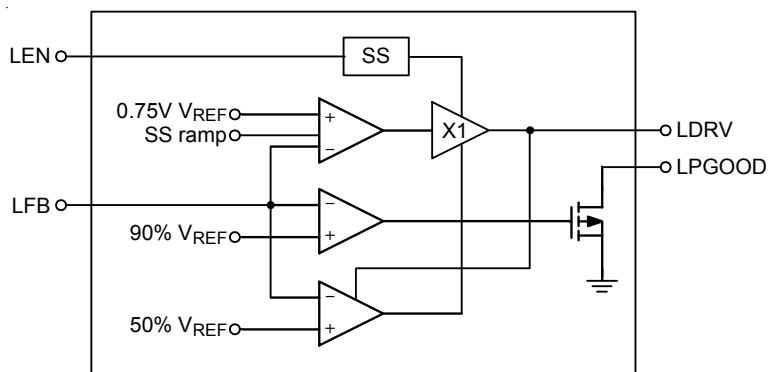 LEN
SS
0.75V VREF
SS ramp
+
−
X1
LDRV
LPGOOD
LFB
−
+
90% VREF
−
+
50% VREF